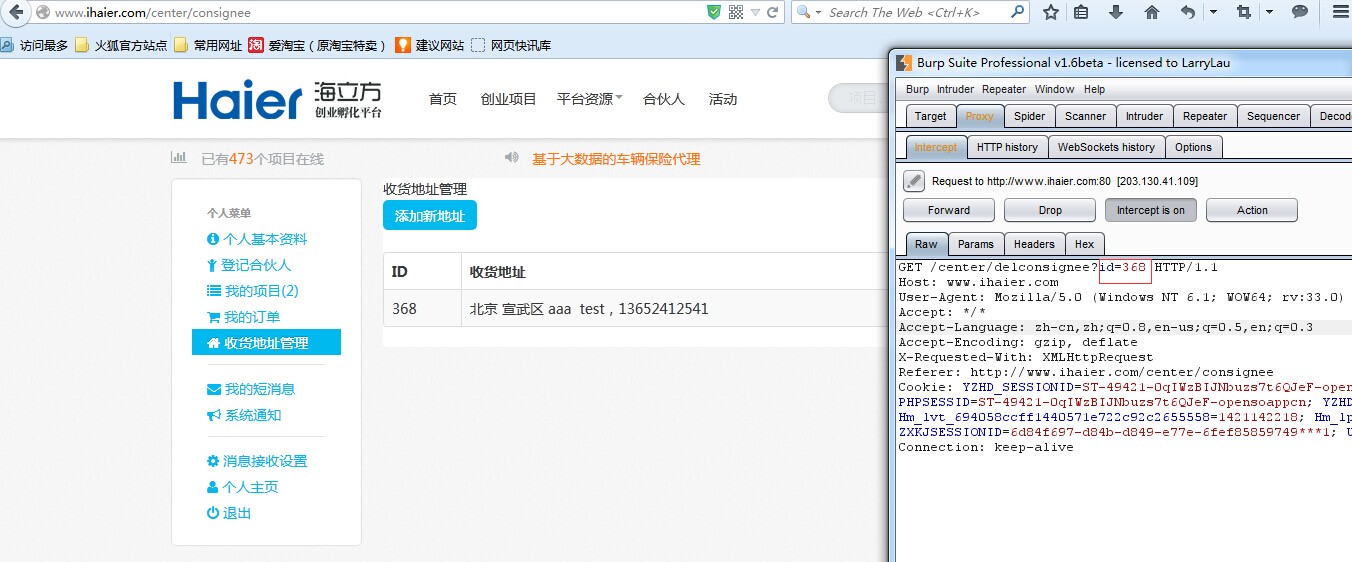 www.ihaier.com/center/consignee
Search The Web <Ctrl+K>
访问最多 火狐官方站点 常用网址 淘 爱淘宝（原淘宝特卖） 建议网站 网页快讯库
Haier 海立方
创业孵化平台
首页 创业项目 平台资源 合伙人 活动 项目
已有473个项目在线
基于大数据的车辆保险代理
个人菜单
个人基本资料
登记合伙人
我的项目(2)
我的订单
收货地址管理
我的短消息
系统通知
消息接收设置
个人主页
退出
收货地址管理
添加新地址
ID 收货地址
368 北京 宣武区 aaa test，13652412541
Burp Suite Professional v1.6beta - licensed to LarryLau
Burp Intruder Repeater Window Help
Target Proxy Spider Scanner Intruder Repeater Sequencer Decod
Intercept HTTP history WebSockets history Options
Request to http://www.ihaier.com:80 [203.130.41.109]
Forward Drop Intercept is on Action
Raw Params Headers Hex
GET /center/delconsignee?id=368 HTTP/1.1
Host: www.ihaier.com
User-Agent: Mozilla/5.0 (Windows NT 6.1; WOW64; rv:33.0)
Accept: */*
Accept-Language: zh-cn,zh;q=0.8,en-us;q=0.5,en;q=0.3
Accept-Encoding: gzip, deflate
X-Requested-With: XMLHttpRequest
Referer: http://www.ihaier.com/center/consignee
Cookie: YZHD_SESSIONID=ST-49421-0qIWzBIJNbuzs7t6QJeF-open
PHPSESSID=ST-49421-0qIWzBIJNbuzs7t6QJeF-opensoappcn; YZHD
Hm_lvt_694058ccff1440571e722c92c2655558=1421142218; Hm_lp
ZXKJSESSIONID=6d84f697-d84b-d849-e77e-6fef85859749***1; U
Connection: keep-alive